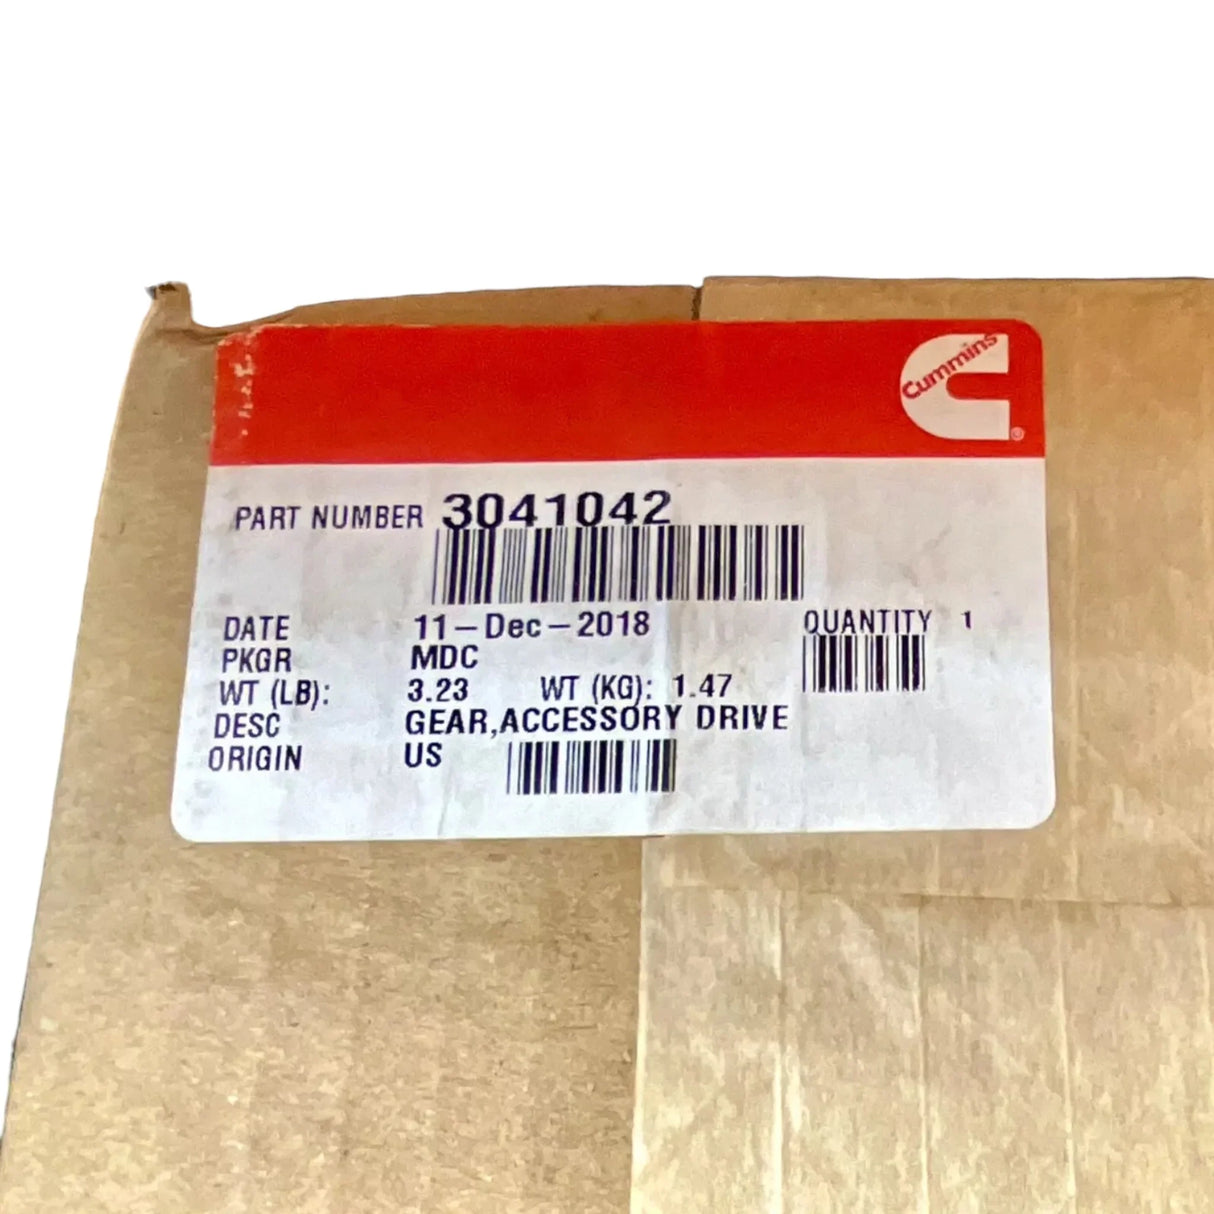 Cummins
®
PART NUMBER 3041042
DATE 11-Dec-2018 QUANTITY 1
PKGR MDC
WT (LB): 3.23 WT (KG): 1.47
DESC GEAR,ACCESSORY DRIVE
ORIGIN US